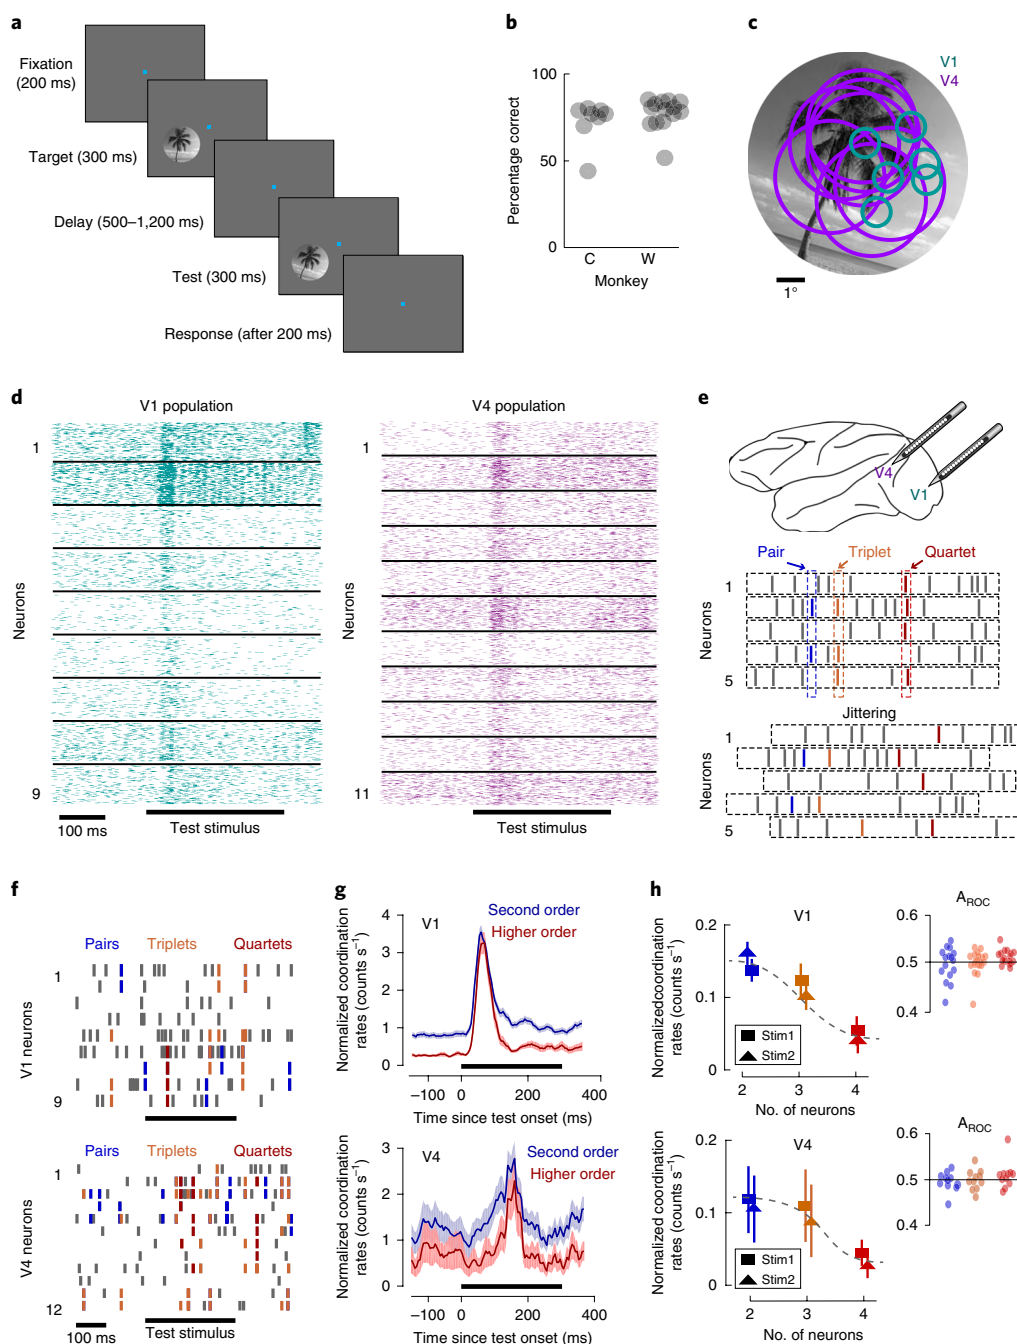 a
Fixation
(200 ms)
Target (300 ms)
Delay (500–1,200 ms)
Test (300 ms)
Response (after 200 ms)
b
Percentage correct
100
50
0
C
W
Monkey
c
V1
V4
1°
d
V1 population
Neurons
1
9
100 ms
Test stimulus
V4 population
Neurons
1
11
Test stimulus
e
V4
V1
Pair
Triplet
Quartet
1
Neurons
5
Jittering
1
Neurons
5
f
Pairs
Triplets
Quartets
1
V1 neurons
9
Pairs
Triplets
Quartets
1
V4 neurons
12
100 ms
Test stimulus
g
Normalized coordination
rates (counts s⁻¹)
4
3
2
1
0
V1
Second order
Higher order
−100
0
200
400
Time since test onset (ms)
Normalized coordination
rates (counts s⁻¹)
4
3
2
1
0
V4
Second order
Higher order
−100
0
200
400
Time since test onset (ms)
h
Normalizedcoordination
rates (counts s⁻¹)
0.2
0.1
0
V1
Stim1
Stim2
2
3
4
No. of neurons
AROC
0.6
0.5
0.4
Normalized coordination
rates (counts s⁻¹)
0.2
0.1
0
V4
Stim1
Stim2
2
3
4
No. of neurons
AROC
0.6
0.5
0.4